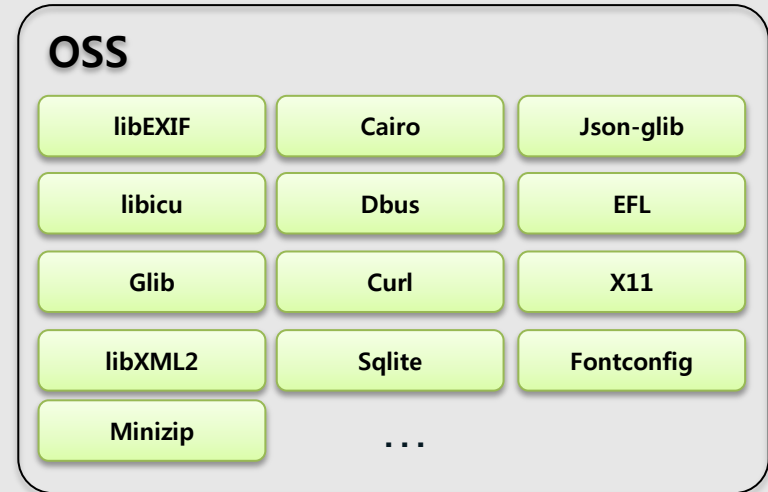 OSS
libEXIF Cairo Json-glib
libicu Dbus EFL
Glib Curl X11
libXML2 Sqlite Fontconfig
Minizip ...